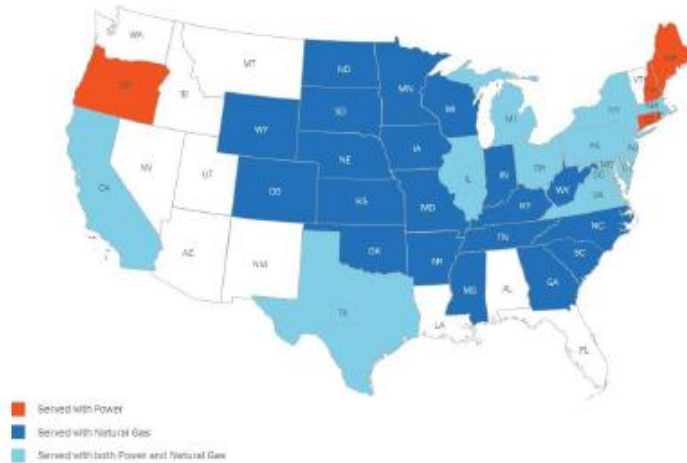 WA
MT
ND
MN
OR
ID
SD
WI
MI
WY
NE
IA
NV
UT
CO
KS
MO
IL
IN
OH
PA
NY
VT
MA
NJ
WV
VA
KY
CA
AZ
NM
OK
AR
TN
NC
SC
TX
LA
MS
AL
GA
FL
Served with Power
Served with Natural Gas
Served with both Power and Natural Gas